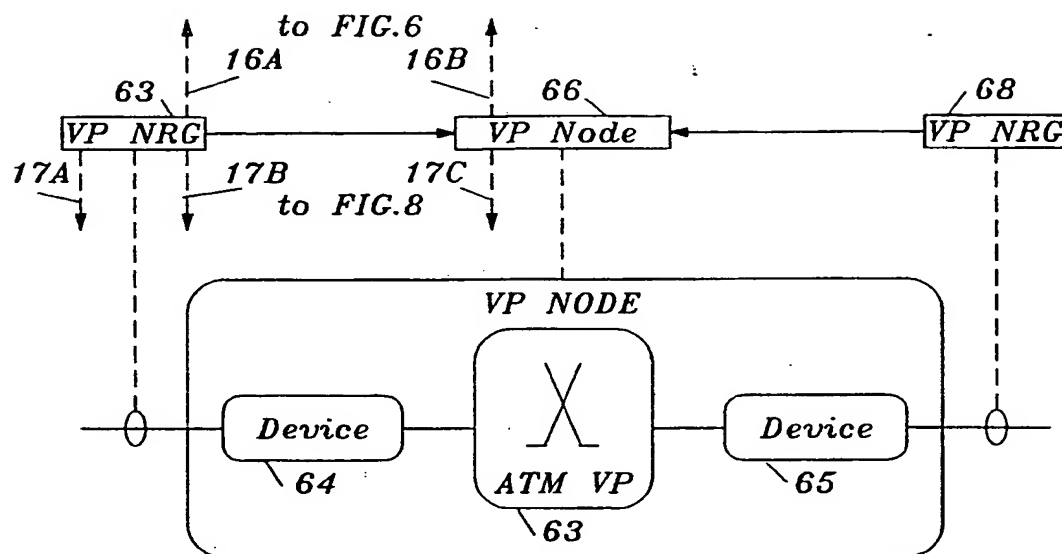 to FIG.6
16A
16B
63
66
68
VP NRG
VP Node
VP NRG
17A
17B
17C
to FIG.8
VP NODE
Device
Device
64
ATM VP
65
63